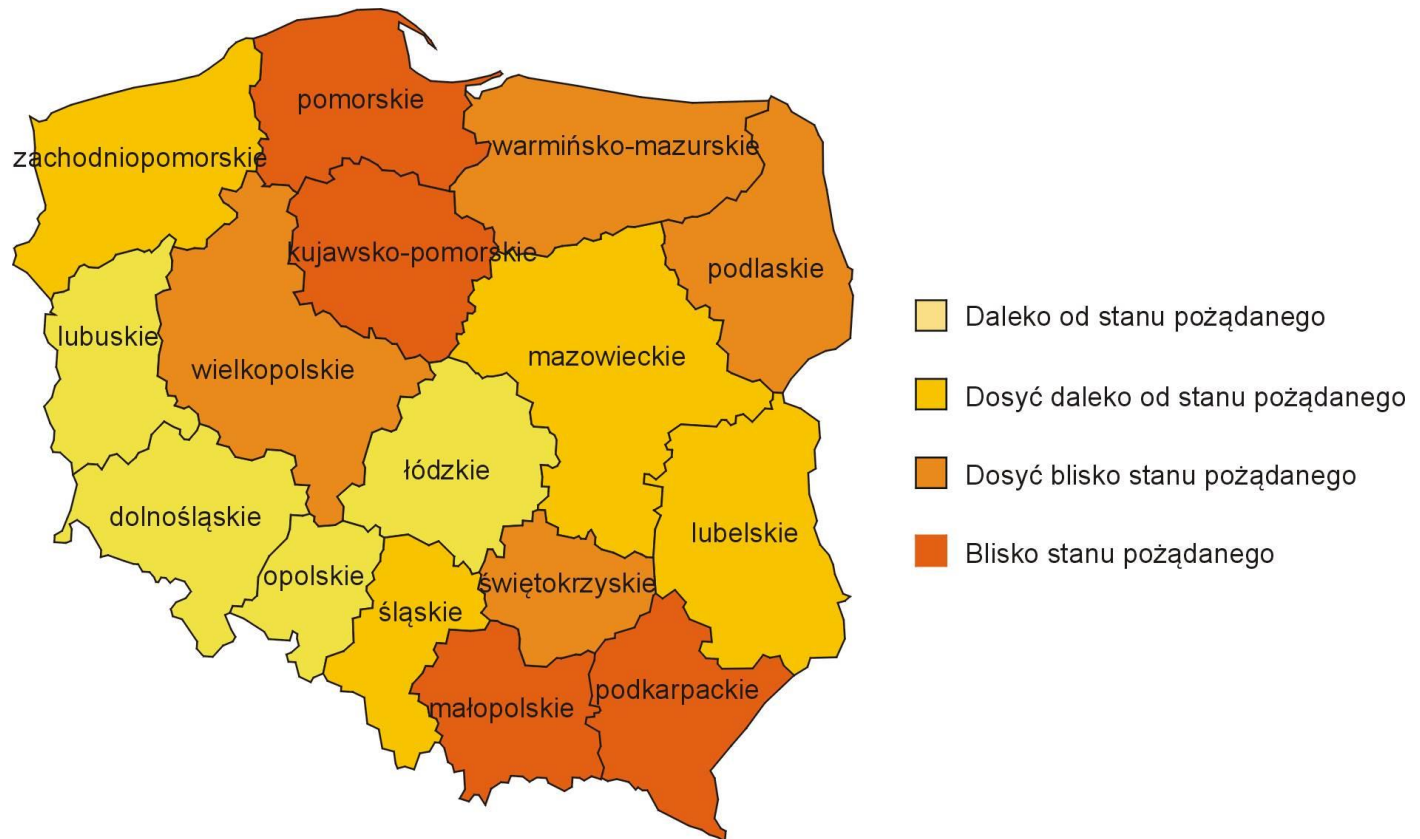 pomorskie
warmińsko-mazurskie
zachodniopomorskie
kujawsko-pomorskie
podlaskie
lubuskie
wielkopolskie
mazowieckie
łódzkie
dolnośląskie
lubelskie
opolskie
świętokrzyskie
śląskie
podkarpackie
małopolskie
Daleko od stanu pożądanego
Dosyć daleko od stanu pożądanego
Dosyć blisko stanu pożądanego
Blisko stanu pożądanego